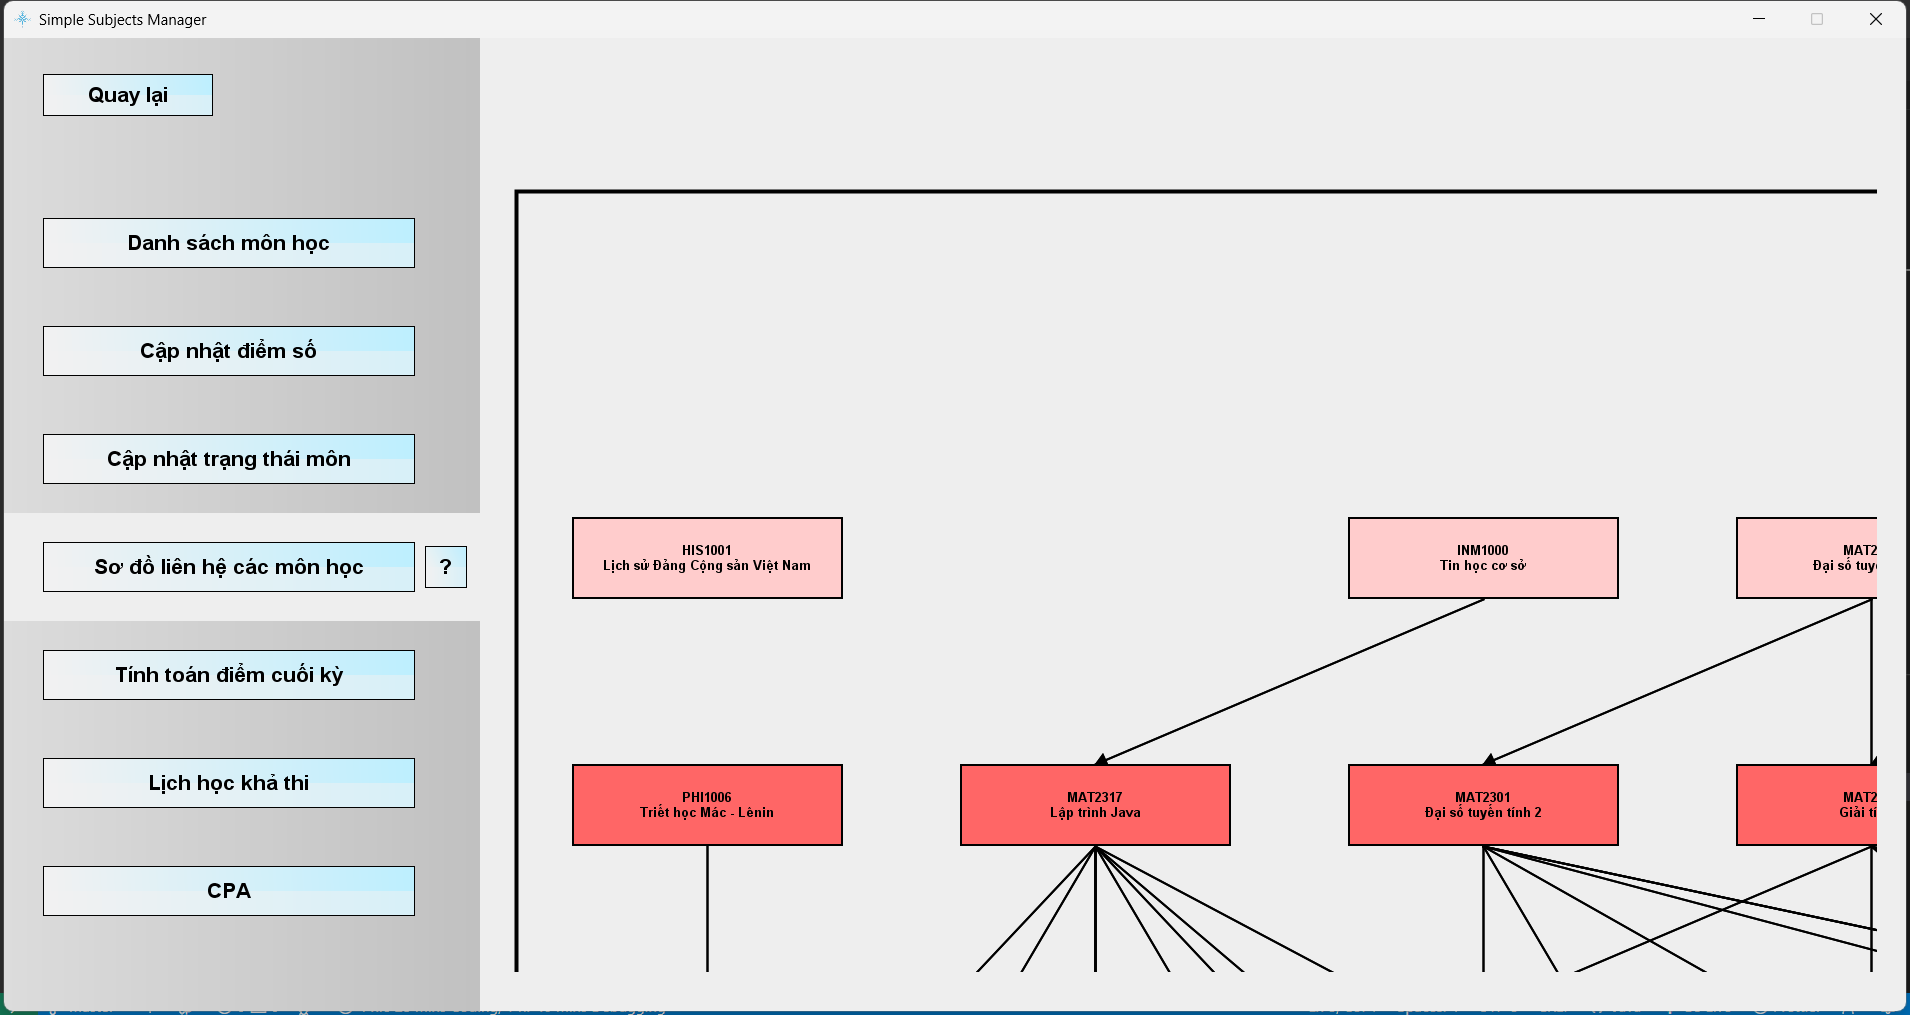 Simple Subjects Manager
Quay lại
Danh sách môn học
Cập nhật điểm số
Cập nhật trạng thái môn
Sơ đồ liên hệ các môn học
?
Tính toán điểm cuối kỳ
Lịch học khả thi
CPA
HIS1001
Lịch sử Đảng Cộng sản Việt Nam
INM1000
Tin học cơ sở
MAT2
Đại số tuy
PHI1006
Triết học Mác - Lênin
MAT2317
Lập trình Java
MAT2301
Đại số tuyến tính 2
MAT2
Giải tí